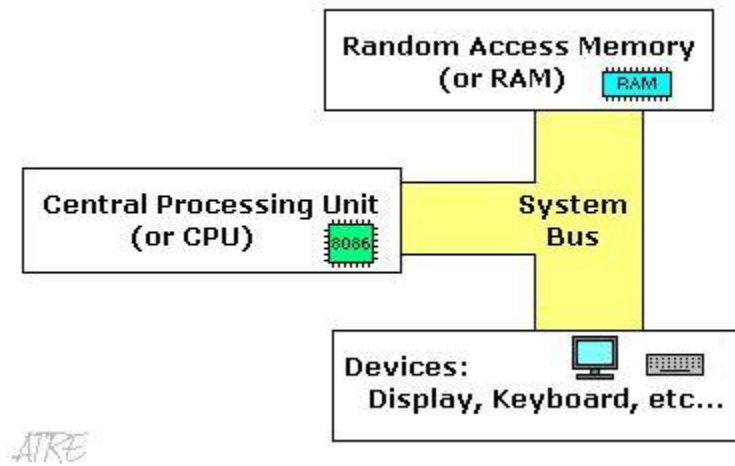 Random Access Memory
(or RAM)
RAM
Central Processing Unit
(or CPU)
8086
System
Bus
Devices:
Display, Keyboard, etc...
ATRE